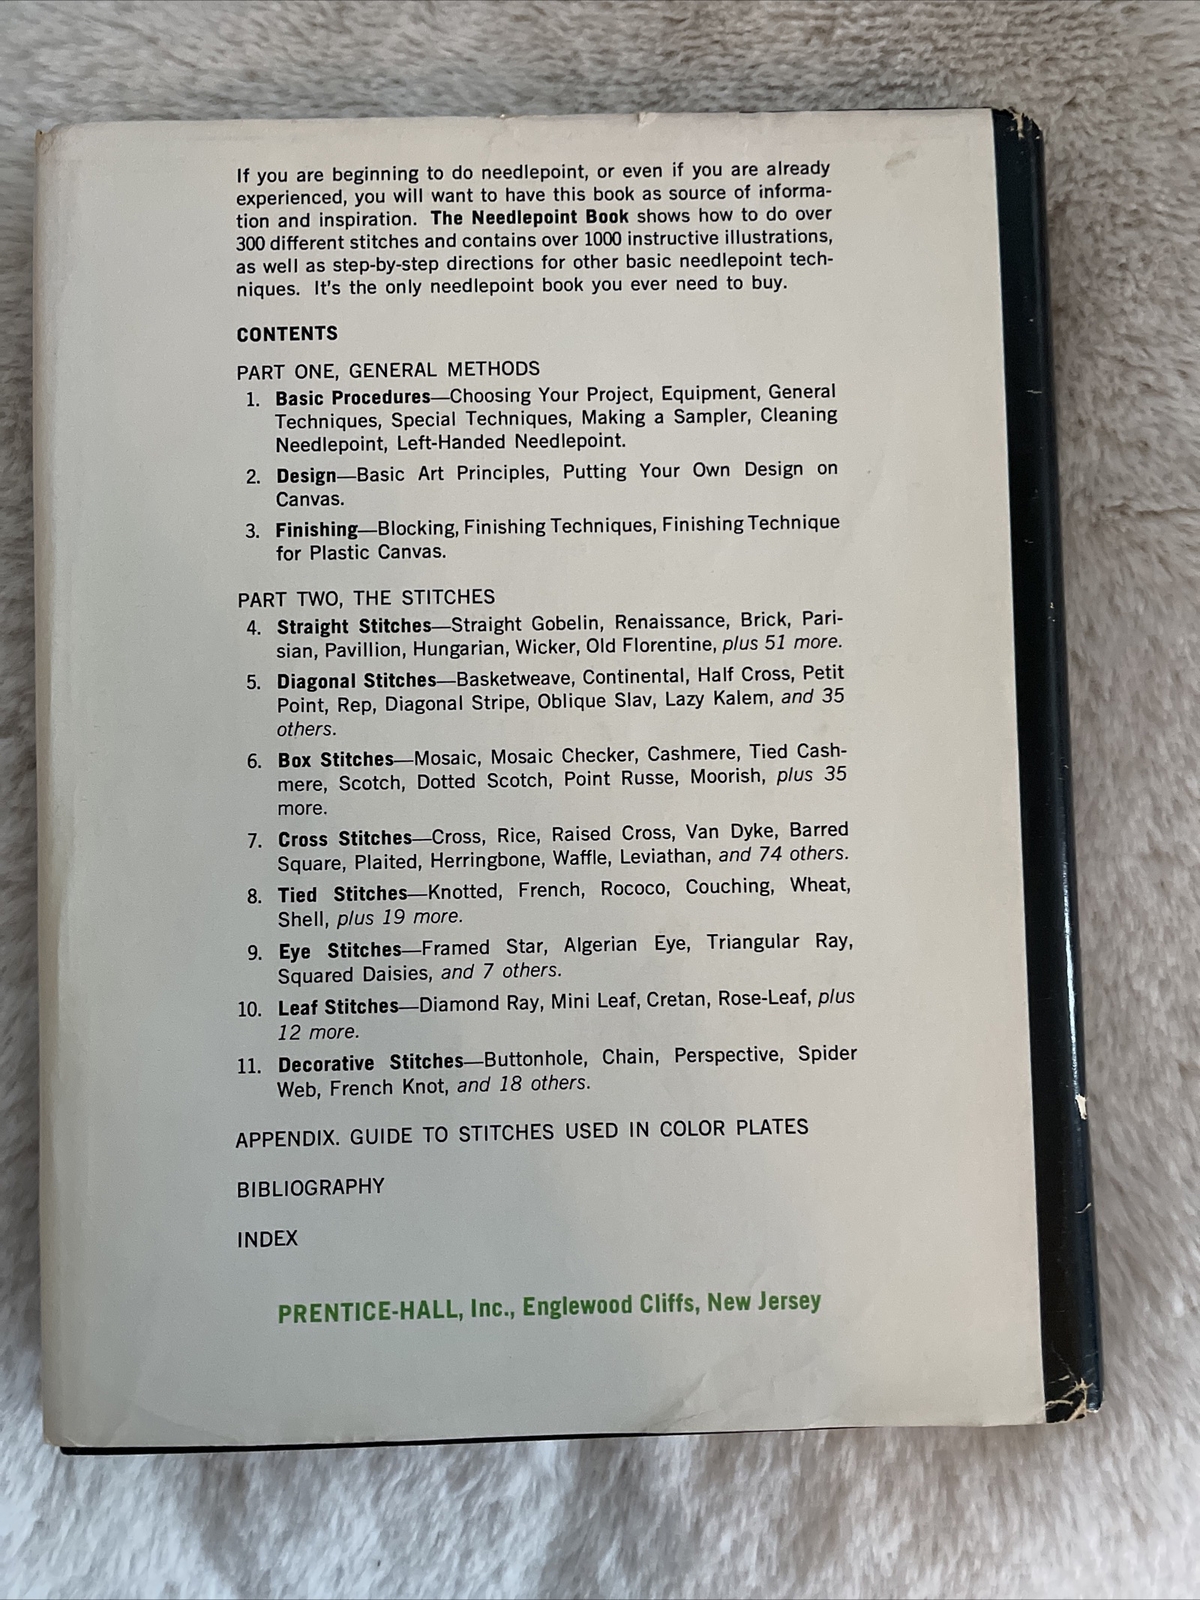 If you are beginning to do needlepoint, or even if you are already
experienced, you will want to have this book as source of informa-
tion and inspiration. The Needlepoint Book shows how to do over
300 different stitches and contains over 1000 instructive illustrations,
as well as step-by-step directions for other basic needlepoint tech-
niques. It's the only needlepoint book you ever need to buy.
CONTENTS
PART ONE, GENERAL METHODS
1. Basic Procedures—Choosing Your Project, Equipment, General
Techniques, Special Techniques, Making a Sampler, Cleaning
Needlepoint, Left-Handed Needlepoint.
2. Design—Basic Art Principles, Putting Your Own Design on
Canvas.
3. Finishing—Blocking, Finishing Techniques, Finishing Technique
for Plastic Canvas.
PART TWO, THE STITCHES
4. Straight Stitches—Straight Gobelin, Renaissance, Brick, Pari-
sian, Pavillion, Hungarian, Wicker, Old Florentine, plus 51 more.
5. Diagonal Stitches—Basketweave, Continental, Half Cross, Petit
Point, Rep, Diagonal Stripe, Oblique Slav, Lazy Kalem, and 35
others.
6. Box Stitches—Mosaic, Mosaic Checker, Cashmere, Tied Cash-
mere, Scotch, Dotted Scotch, Point Russe, Moorish, plus 35
more.
7. Cross Stitches—Cross, Rice, Raised Cross, Van Dyke, Barred
Square, Plaited, Herringbone, Waffle, Leviathan, and 74 others.
8. Tied Stitches—Knotted, French, Rococo, Couching, Wheat,
Shell, plus 19 more.
9. Eye Stitches—Framed Star, Algerian Eye, Triangular Ray,
Squared Daisies, and 7 others.
10. Leaf Stitches—Diamond Ray, Mini Leaf, Cretan, Rose-Leaf, plus
12 more.
11. Decorative Stitches—Buttonhole, Chain, Perspective, Spider
Web, French Knot, and 18 others.
APPENDIX. GUIDE TO STITCHES USED IN COLOR PLATES
BIBLIOGRAPHY
INDEX
PRENTICE-HALL, Inc., Englewood Cliffs, New Jersey